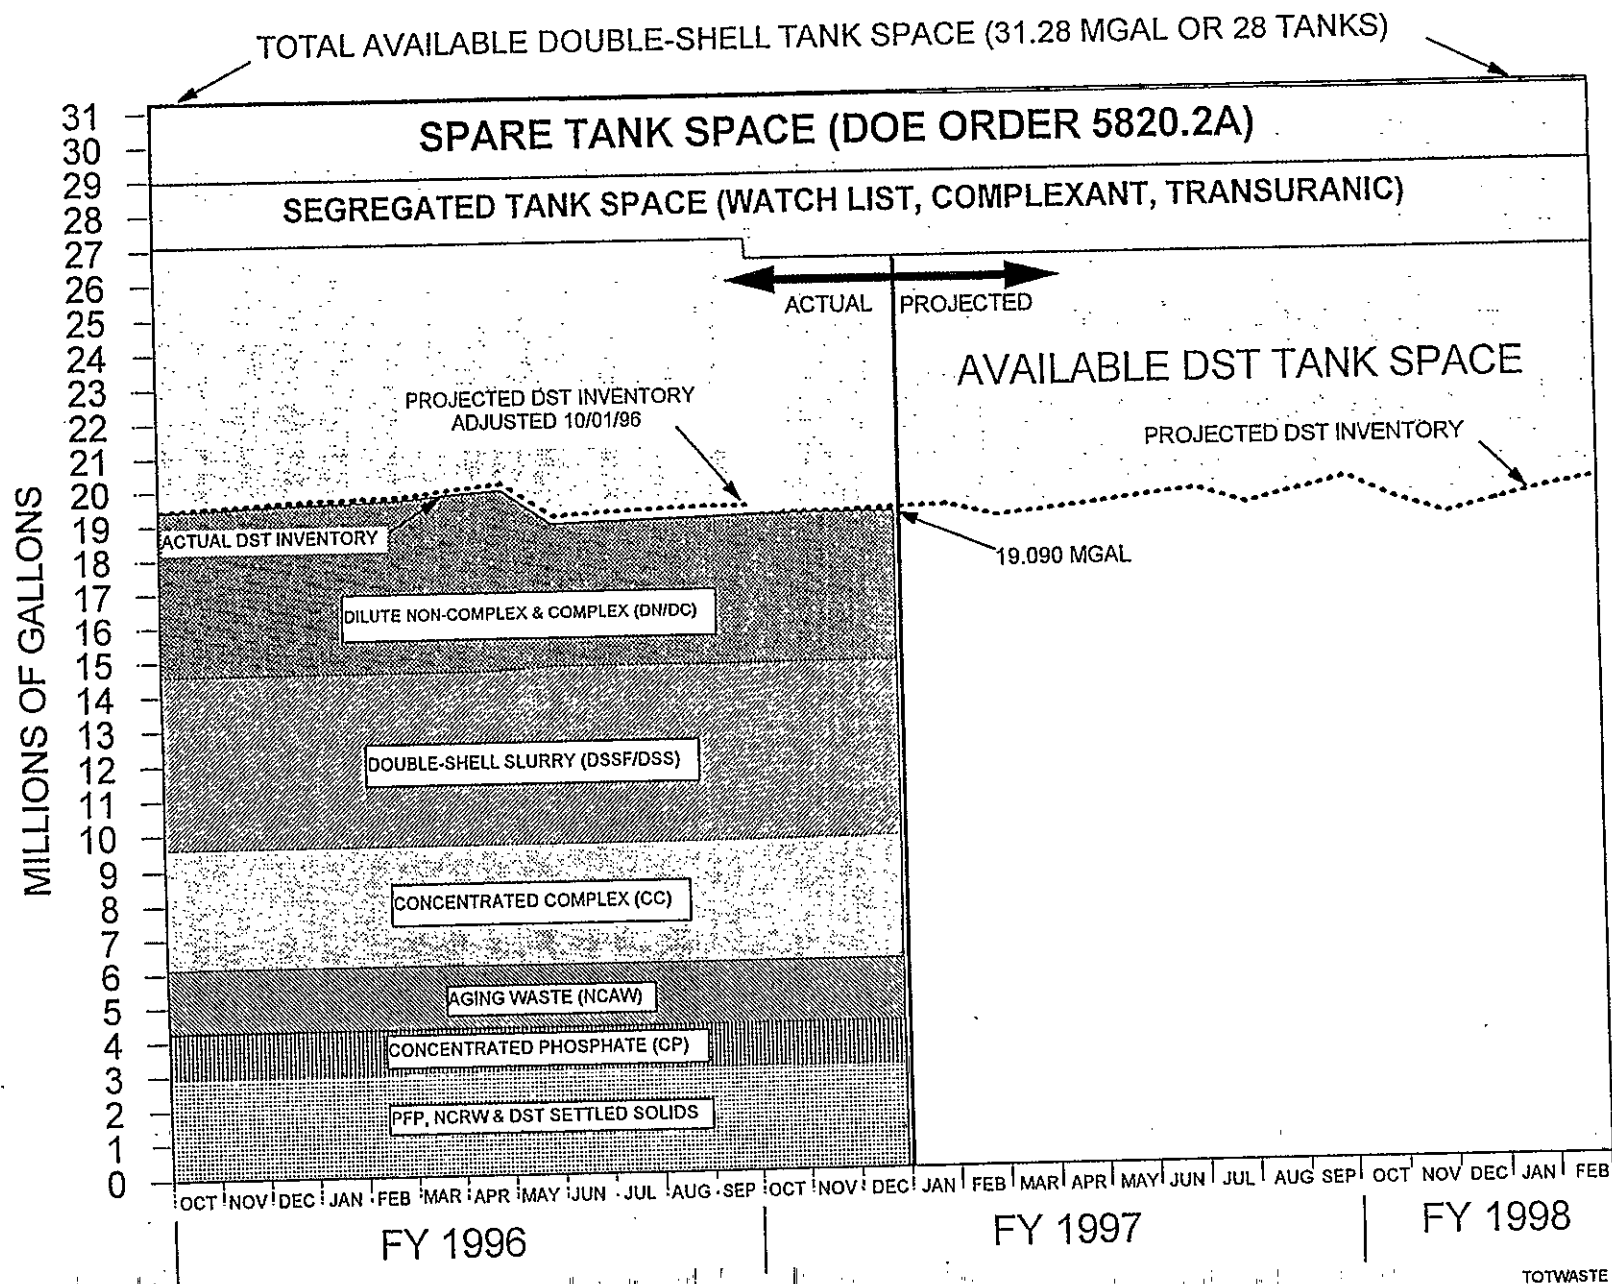 TOTAL AVAILABLE DOUBLE-SHELL TANK SPACE (31.28 MGAL OR 28 TANKS)
SPARE TANK SPACE (DOE ORDER 5820.2A)
SEGREGATED TANK SPACE (WATCH LIST, COMPLEXANT, TRANSURANIC)
ACTUAL
PROJECTED
AVAILABLE DST TANK SPACE
PROJECTED DST INVENTORY
ADJUSTED 10/01/96
PROJECTED DST INVENTORY
ACTUAL DST INVENTORY
19.090 MGAL
DILUTE NON-COMPLEX & COMPLEX (DN/DC)
DOUBLE-SHELL SLURRY (DSSF/DSS)
CONCENTRATED COMPLEX (CC)
AGING WASTE (NCAW)
CONCENTRATED PHOSPHATE (CP)
PFP, NCRW & DST SETTLED SOLIDS
MILLIONS OF GALLONS
31
30
29
28
27
26
25
24
23
22
21
20
19
18
17
16
15
14
13
12
11
10
9
8
7
6
5
4
3
2
1
0
OCT NOV DEC JAN FEB MAR APR MAY JUN JUL AUG SEP OCT NOV DEC JAN FEB MAR APR MAY JUN JUL AUG SEP OCT NOV DEC JAN FEB
FY 1996
FY 1997
FY 1998
TOTWASTE